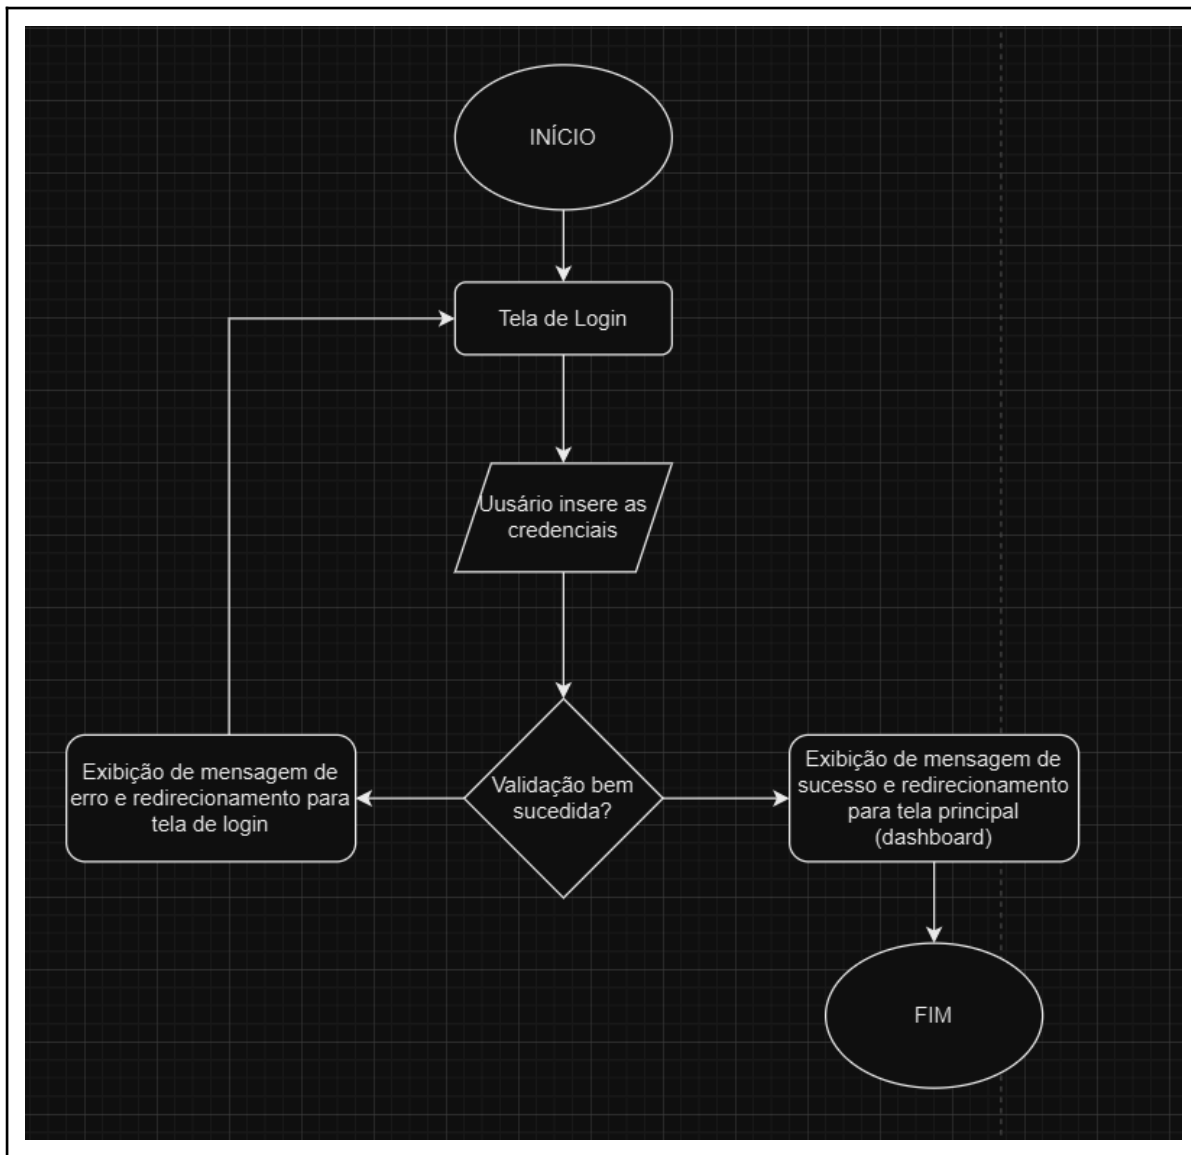 INÍCIO
Tela de Login
Uusário insere as
credenciais
Exibição de mensagem de
erro e redirecionamento para
tela de login
Validação bem
sucedida?
Exibição de mensagem de
sucesso e redirecionamento
para tela principal
(dashboard)
FIM